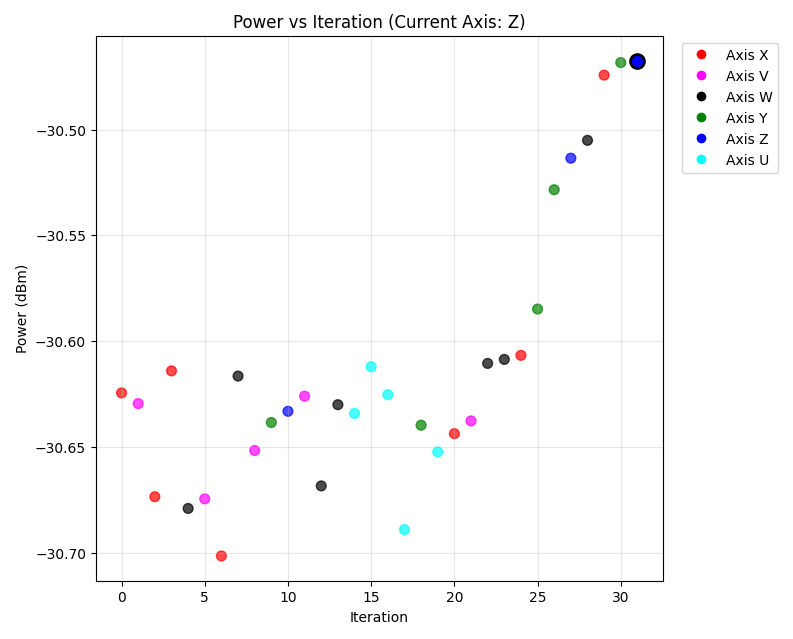 Power vs Iteration (Current Axis: Z)
Axis X
Axis V
Axis W
Axis Y
Axis Z
Axis U
Power (dBm)
−30.50
−30.55
−30.60
−30.65
−30.70
0 5 10 15 20 25 30
Iteration